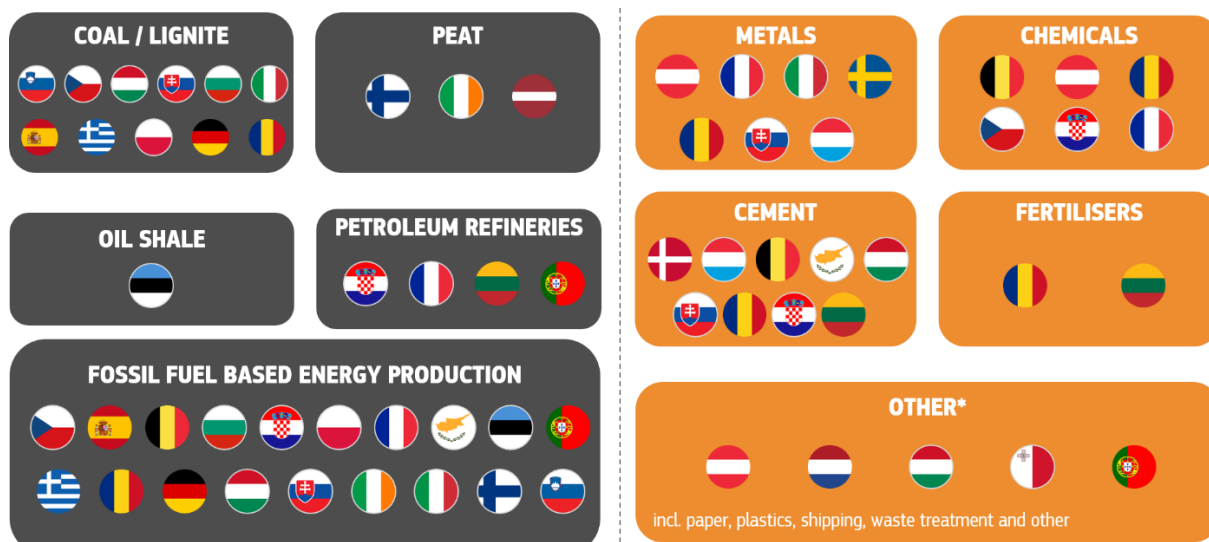 COAL / LIGNITE
PEAT
OIL SHALE
PETROLEUM REFINERIES
FOSSIL FUEL BASED ENERGY PRODUCTION
METALS
CHEMICALS
CEMENT
FERTILISERS
OTHER*
incl. paper, plastics, shipping, waste treatment and other